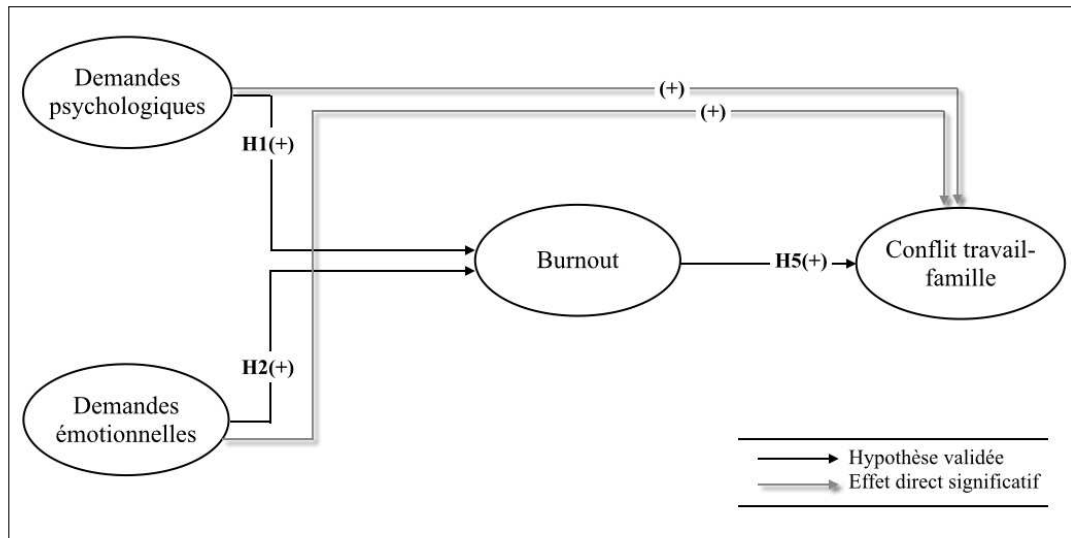 Demandes
psychologiques
(+)
(+)
H1(+)
Burnout
H5(+)
Conflit travail-
famille
H2(+)
Demandes
émotionnelles
Hypothèse validée
Effet direct significatif